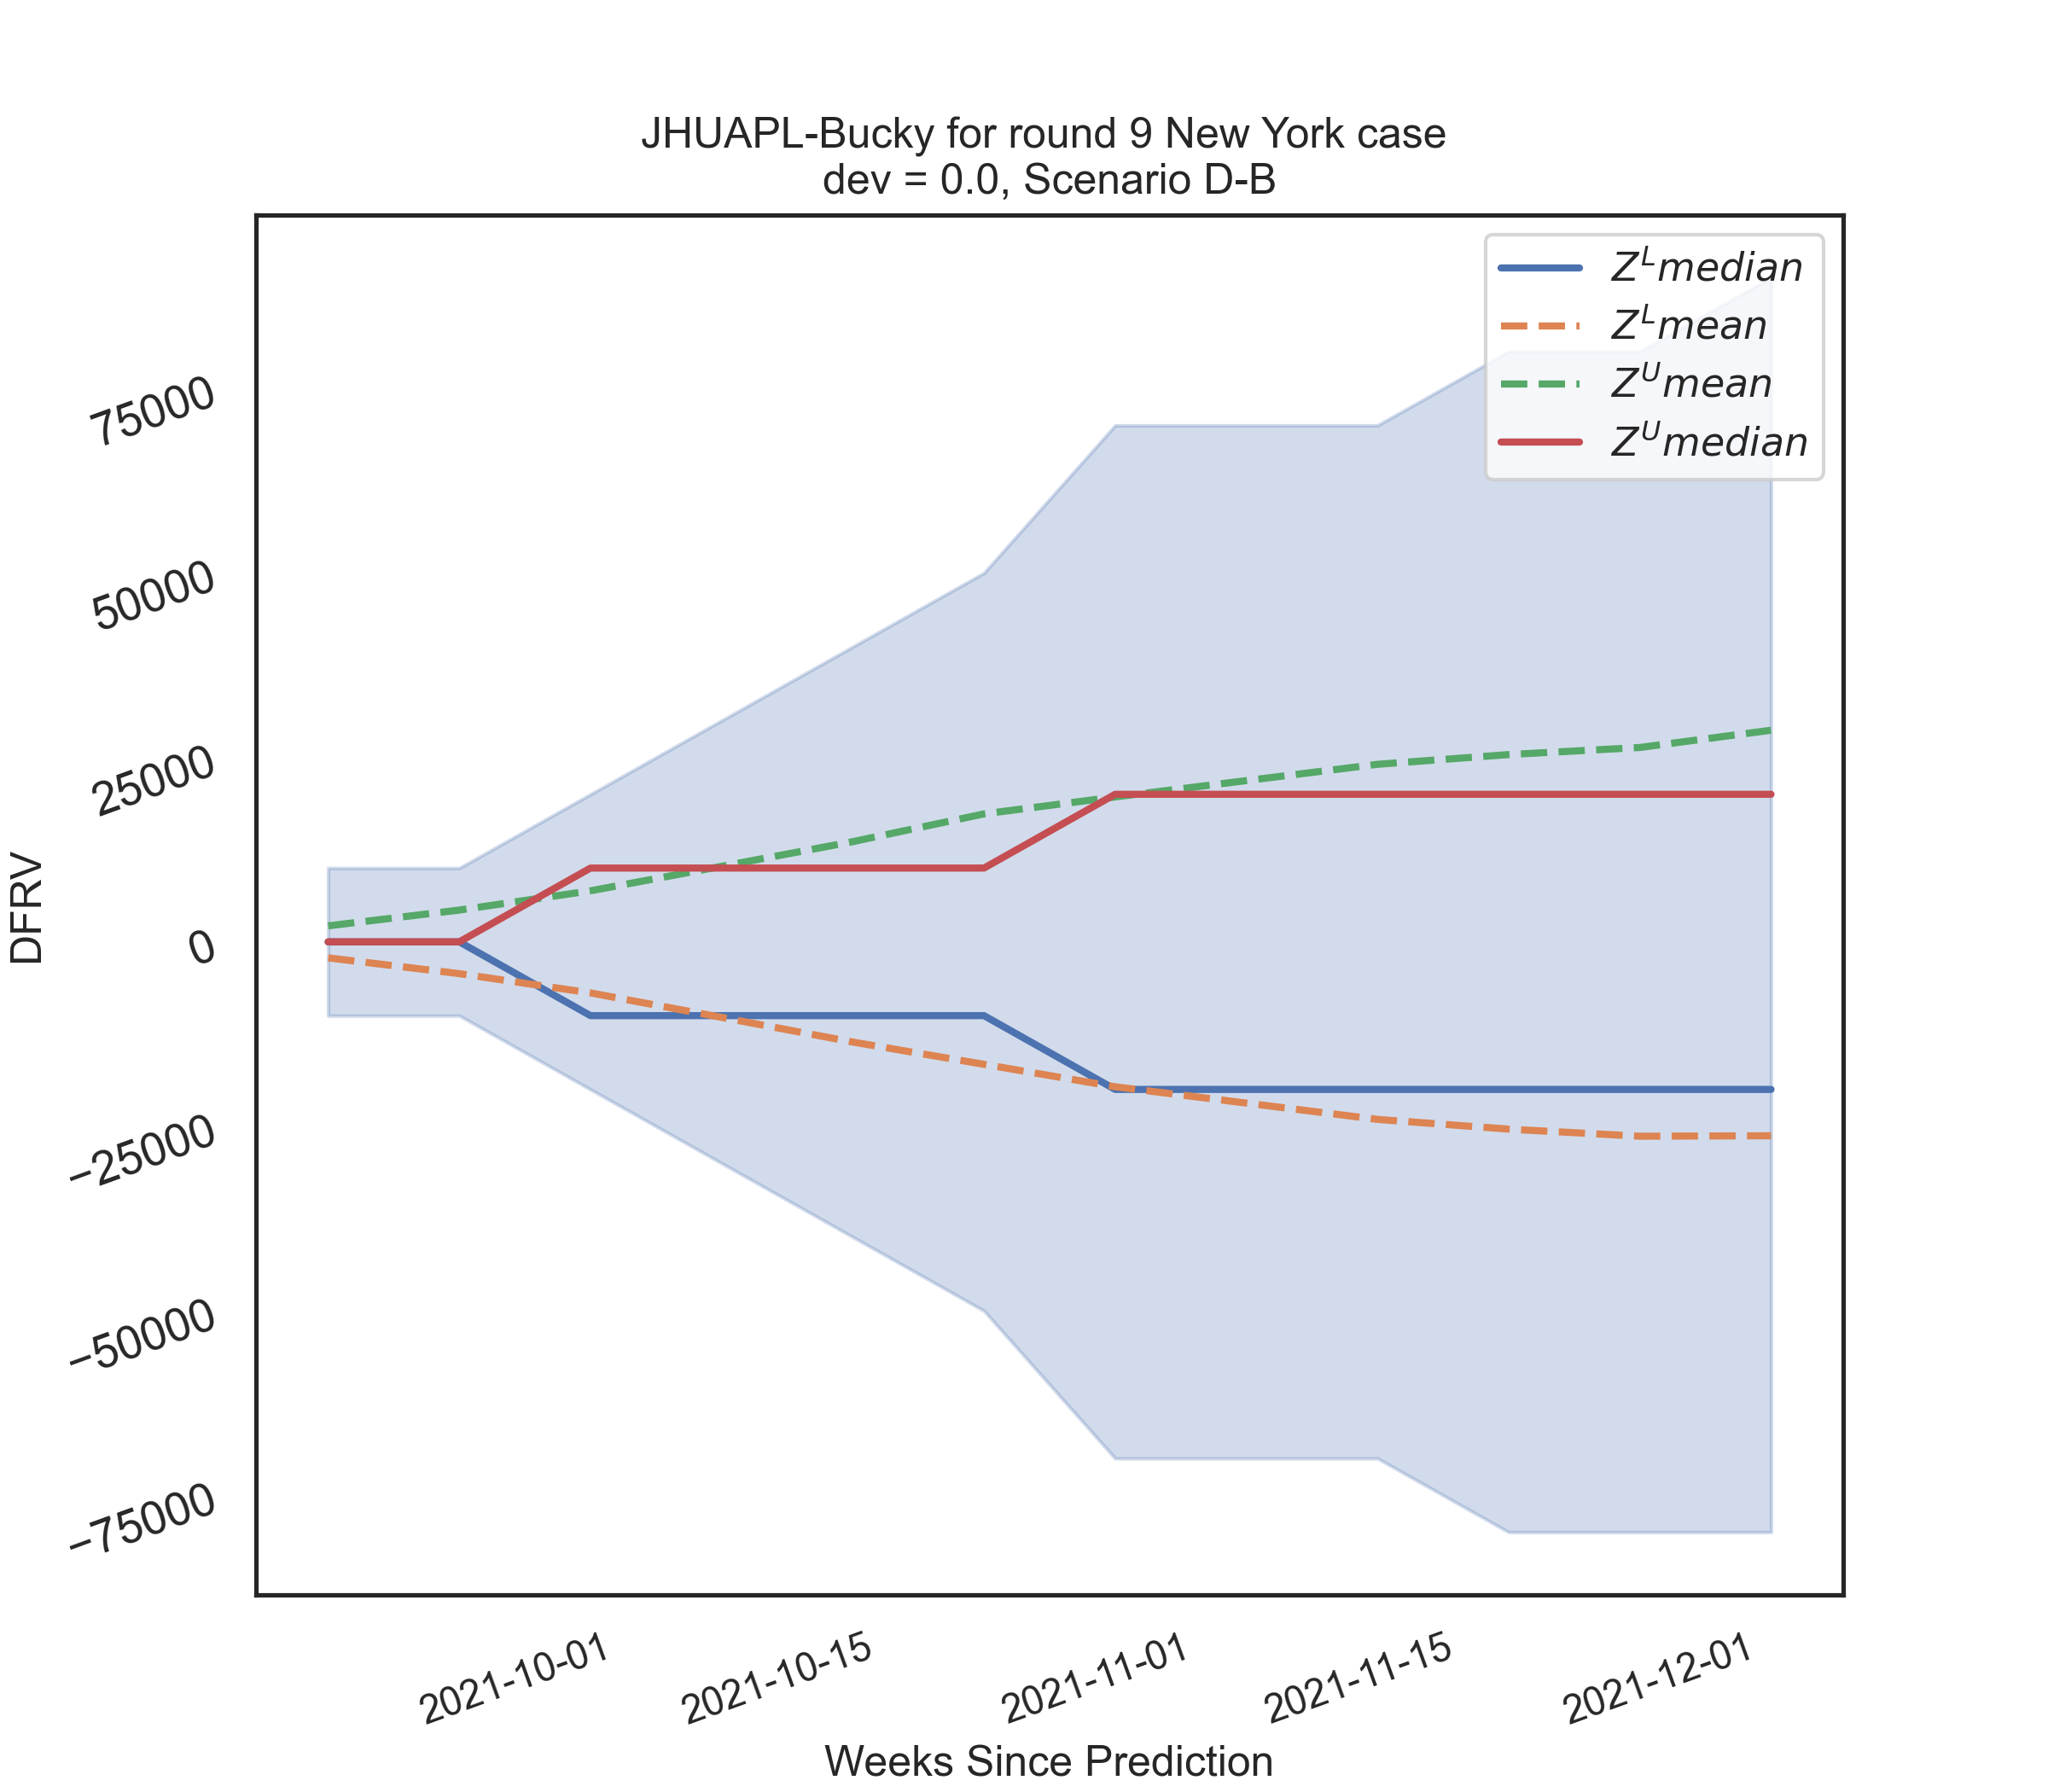 JHUAPL-Bucky for round 9 New York case
dev = 0.0, Scenario D-B
Z^L median
Z^L mean
Z^U mean
Z^U median
75000
50000
25000
0
−25000
−50000
−75000
DFRV
2021-10-01
2021-10-15
2021-11-01
2021-11-15
2021-12-01
Weeks Since Prediction